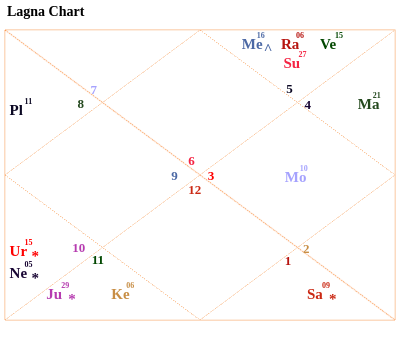 Lagna Chart
Me 16 ^ Ra 06 Ve 15
Su 27
7 5
Pl 11 8 4 Ma 21
6
9 3 Mo 10
12
Ur 15 * 10 2
Ne 05 * 11 1
Ju 29 * Ke 06 Sa 09 *